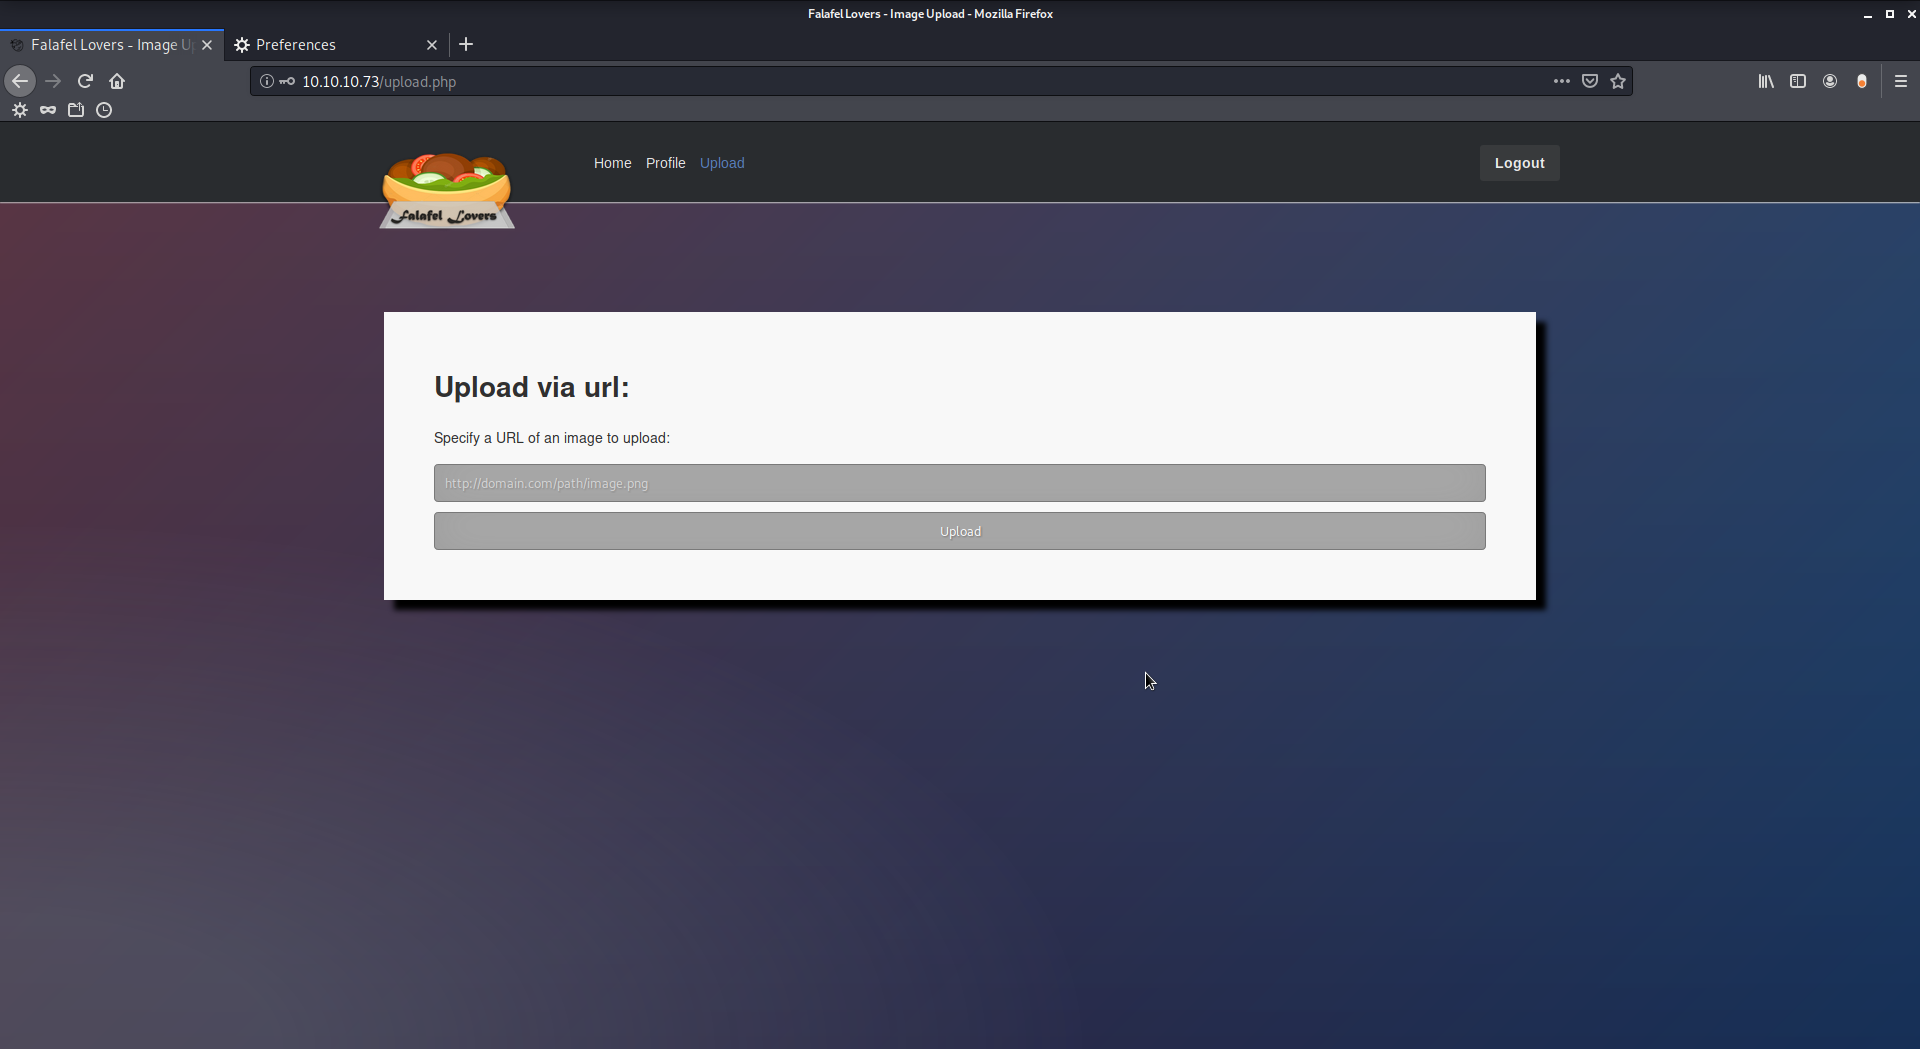 Falafel Lovers - Image Upload - Mozilla Firefox
Falafel Lovers - Image U
Preferences
10.10.10.73/upload.php
Home Profile Upload
Logout
Falafel Lovers
Upload via url:
Specify a URL of an image to upload:
http://domain.com/path/image.png
Upload